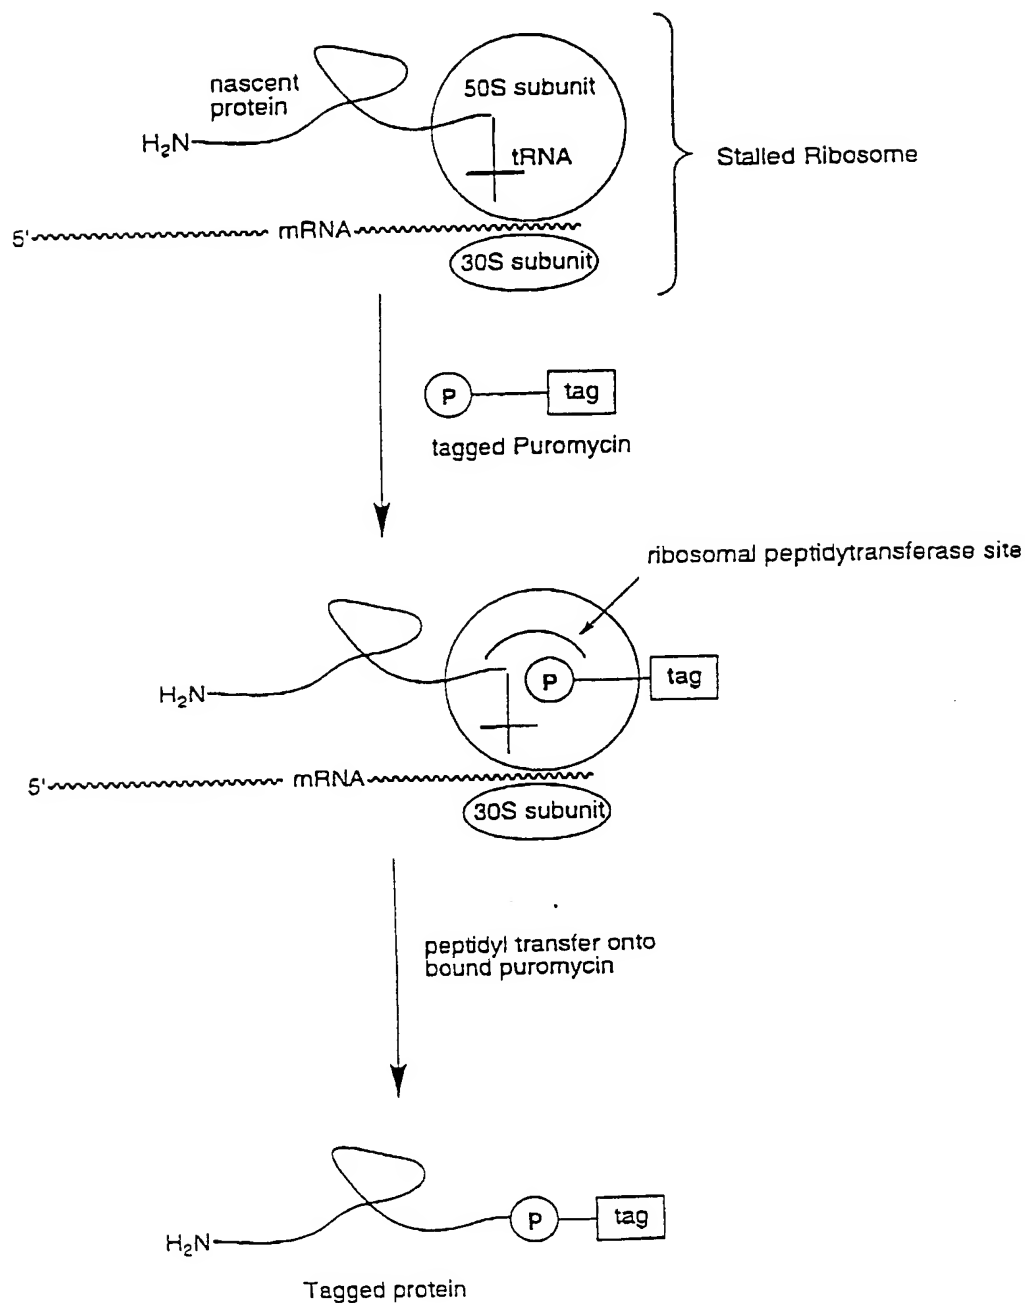 nascent
protein
H2N
50S subunit
tRNA
Stalled Ribosome
5' mRNA
30S subunit
P tag
tagged Puromycin
ribosomal peptidytransferase site
H2N
P tag
5' mRNA
30S subunit
peptidyl transfer onto
bound puromycin
H2N
P tag
Tagged protein